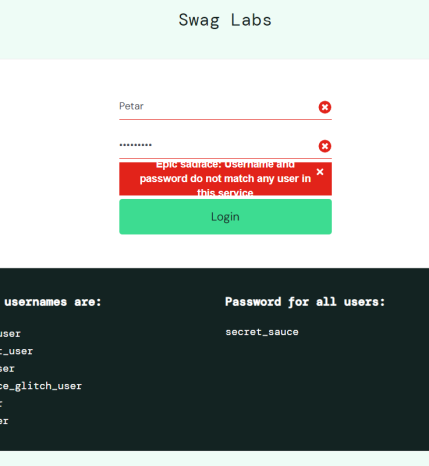 Swag Labs
Petar
•••••••••
Epic sadface: Username and
password do not match any user in
this service
Login
usernames are:
user
t_user
ser
ce_glitch_user
r
er
Password for all users:
secret_sauce